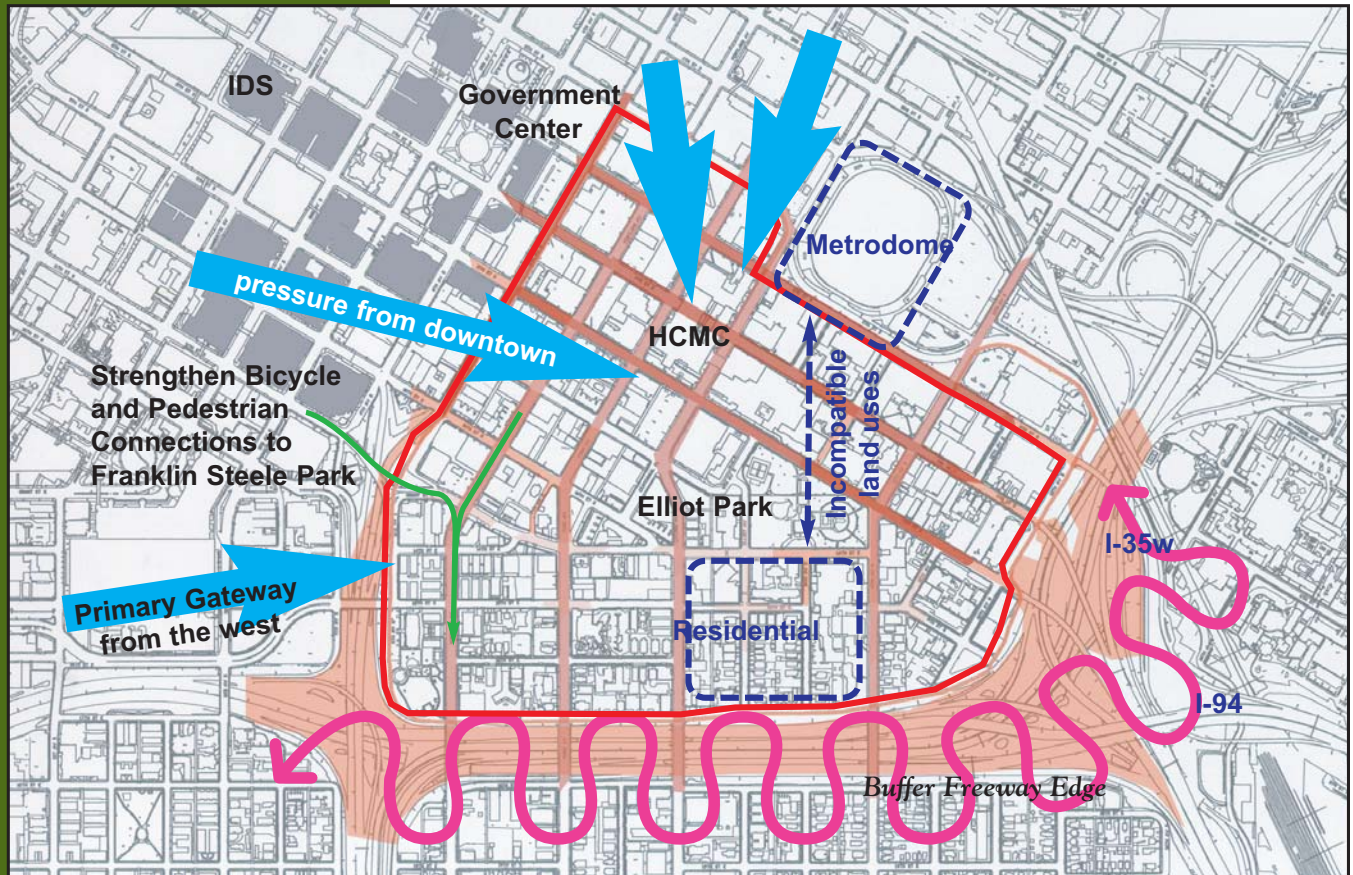 IDS
Government
Center
Metrodome
pressure from downtown
HCMC
Strengthen Bicycle
and Pedestrian
Connections to
Franklin Steele Park
Incompatible
land uses
Elliot Park
I-35w
Primary Gateway
from the west
Residential
I-94
Buffer Freeway Edge